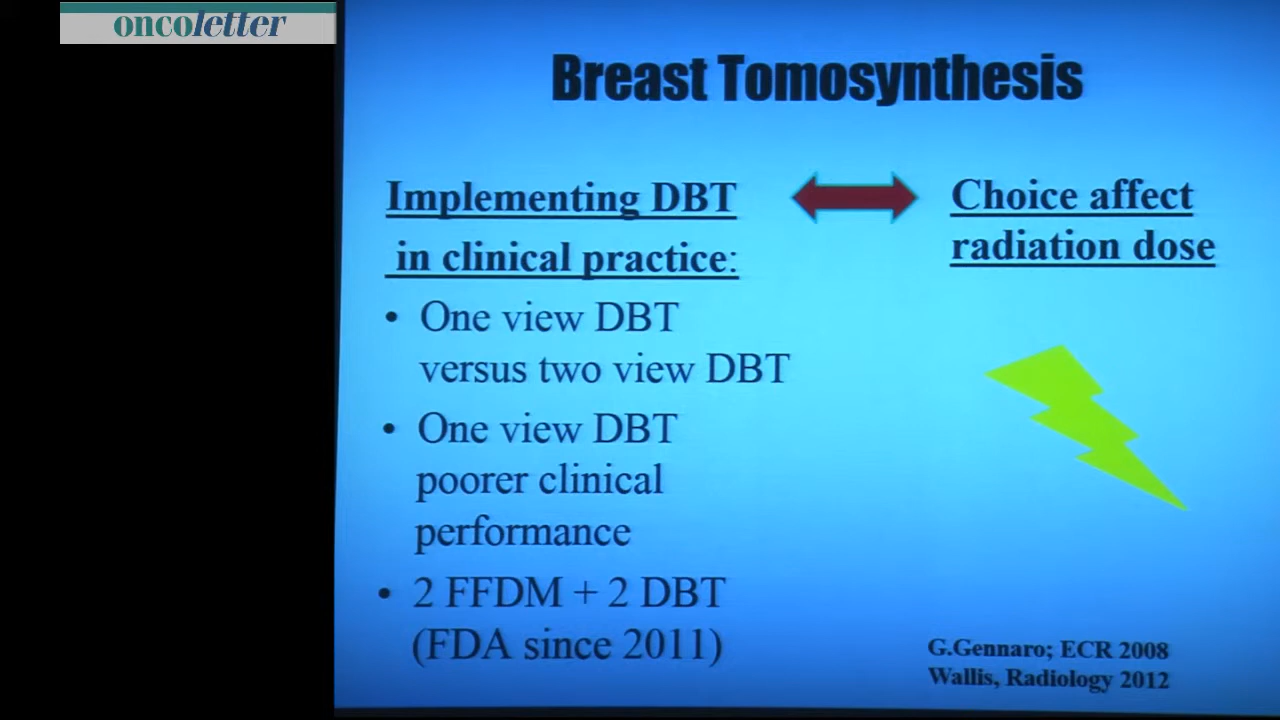 oncoletter
Breast Tomosynthesis
Implementing DBT
in clinical practice:
• One view DBT
versus two view DBT
• One view DBT
poorer clinical
performance
• 2 FFDM + 2 DBT
(FDA since 2011)
Choice affect
radiation dose
G.Gennaro; ECR 2008
Wallis, Radiology 2012